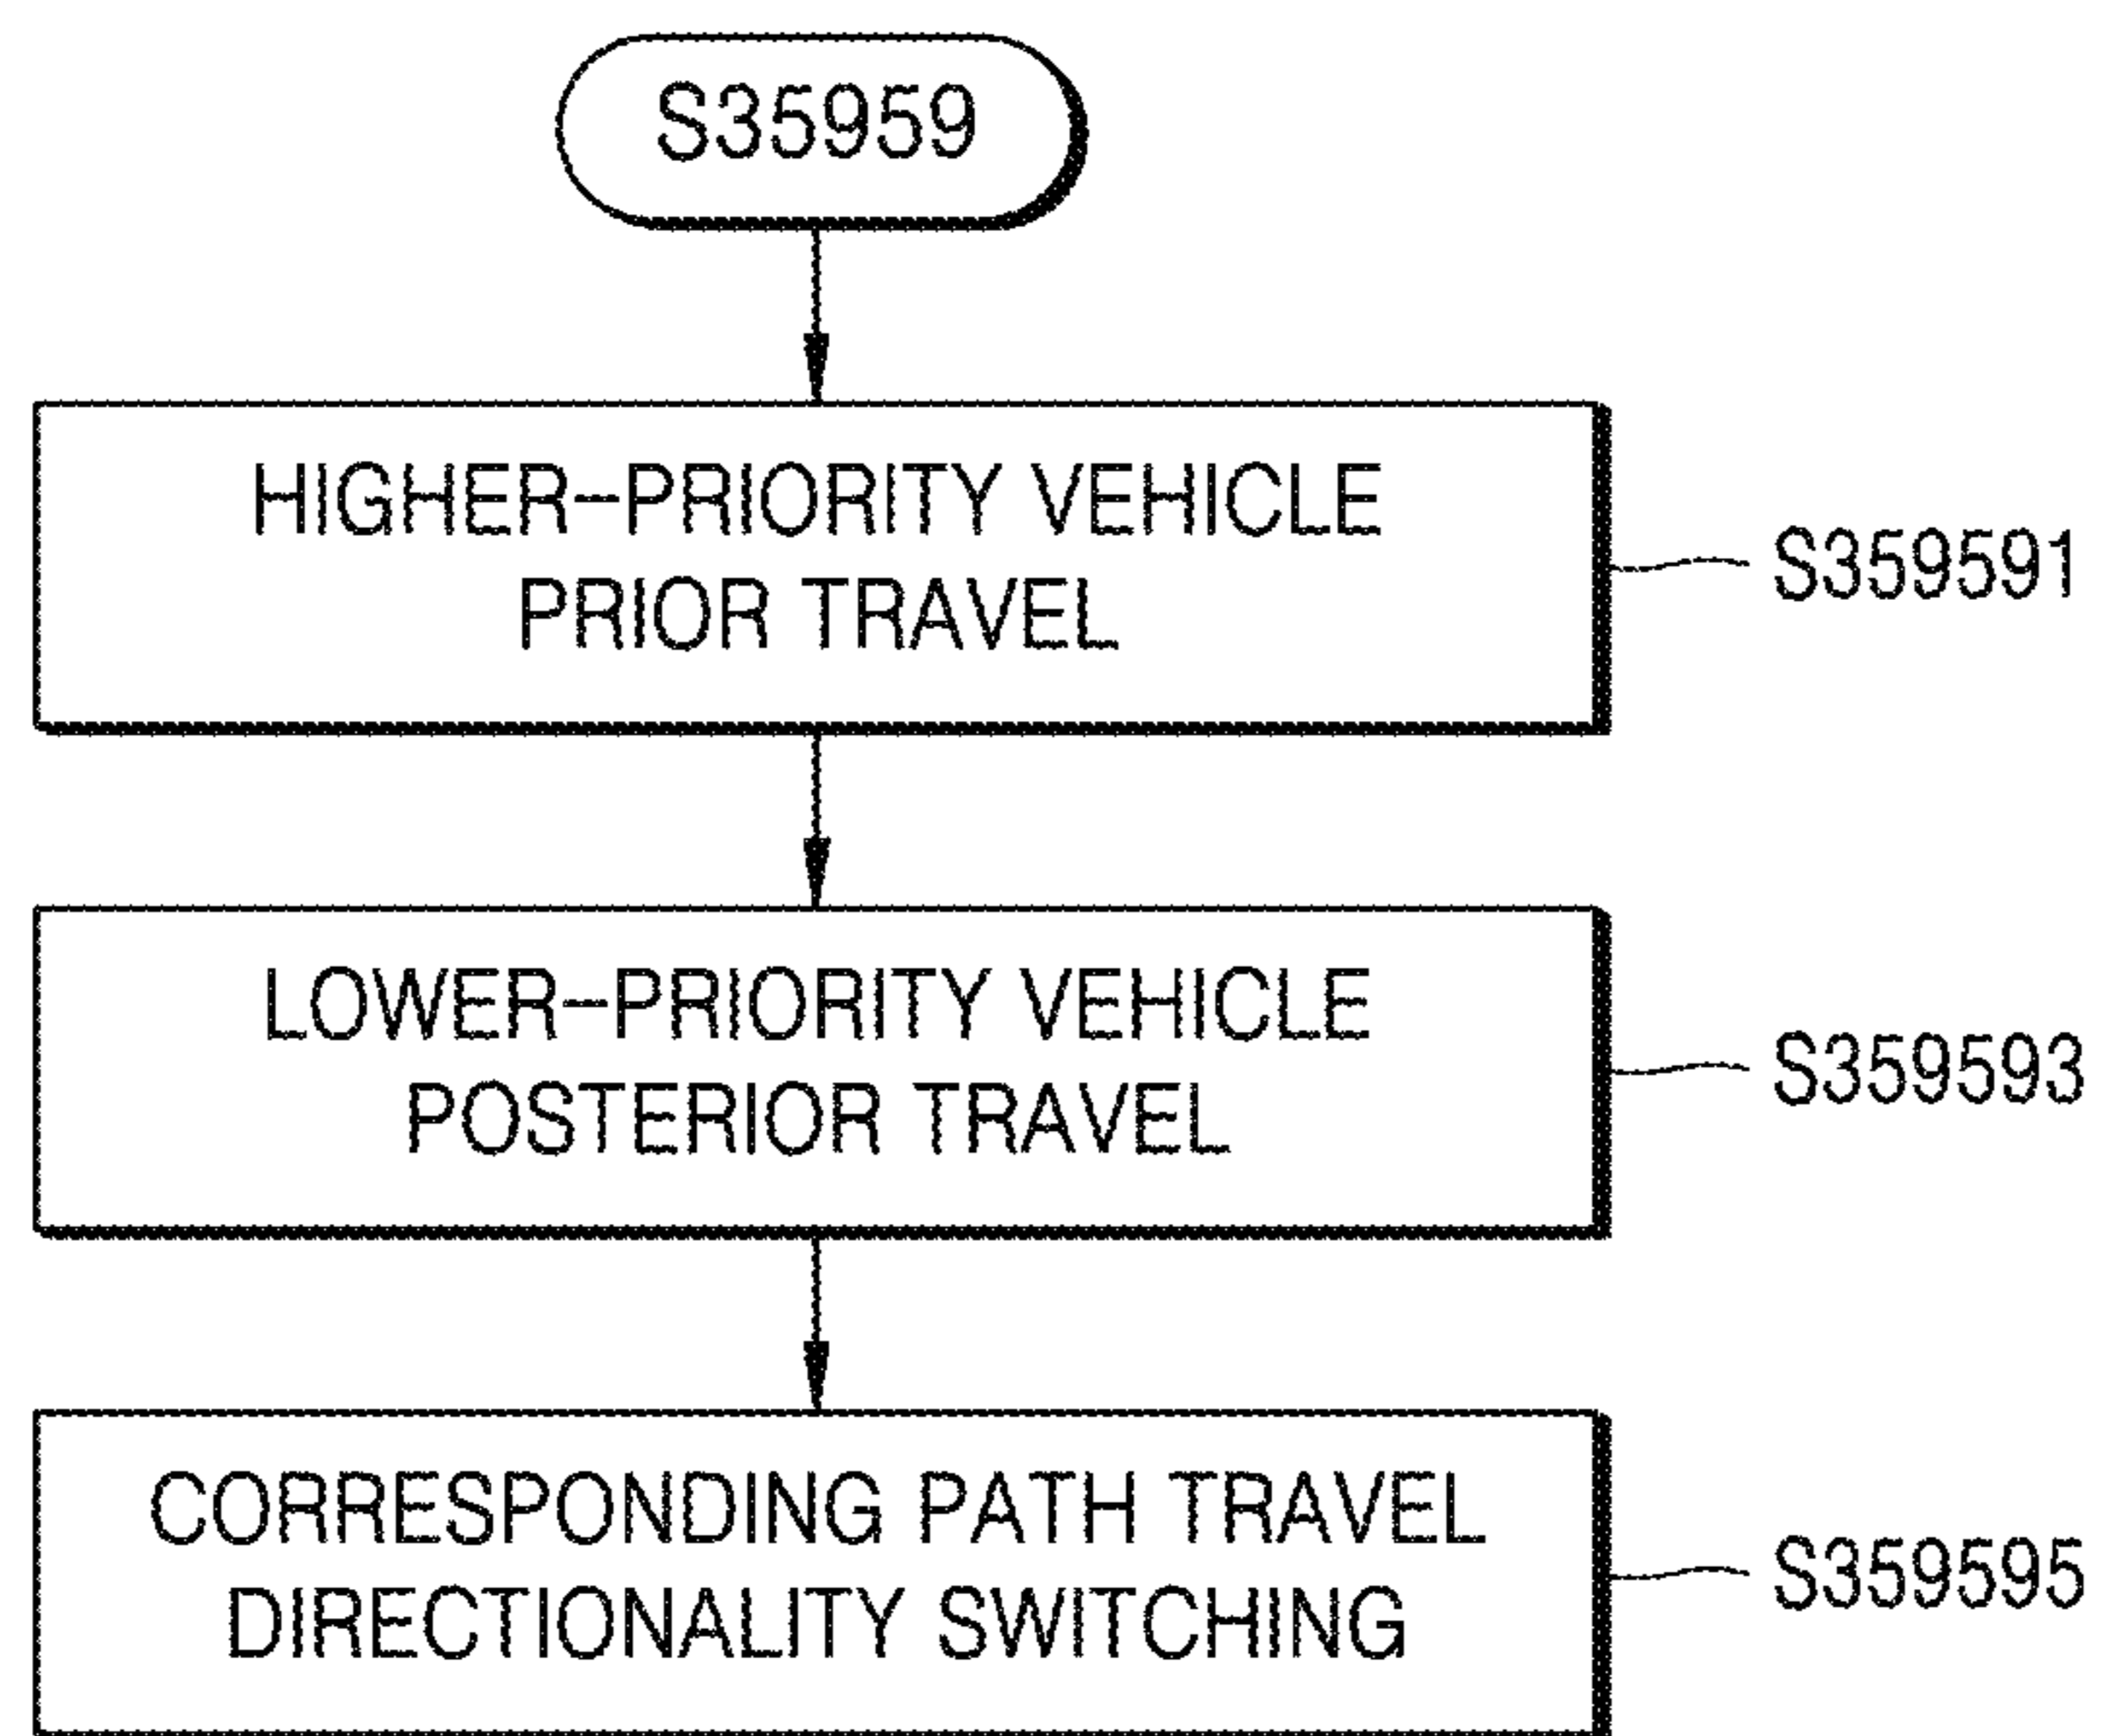 S35959
HIGHER-PRIORITY VEHICLE
PRIOR TRAVEL
S359591
LOWER-PRIORITY VEHICLE
POSTERIOR TRAVEL
S359593
CORRESPONDING PATH TRAVEL
DIRECTIONALITY SWITCHING
S359595